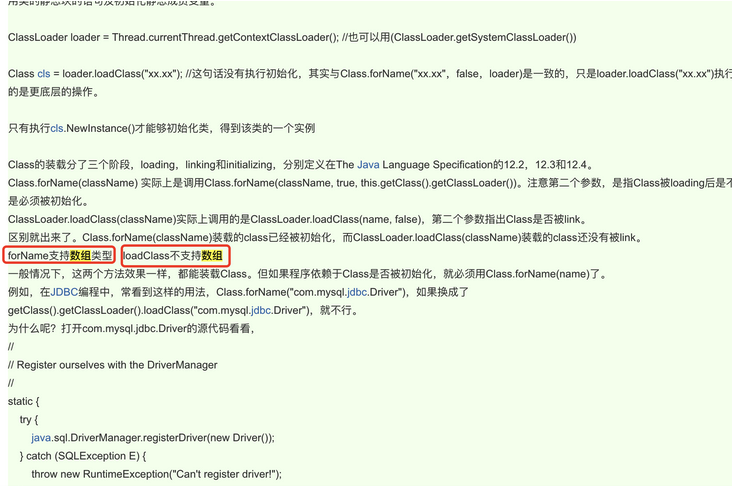 用类的静态块的语句及初始化静态成员变量。
ClassLoader loader = Thread.currentThread.getContextClassLoader(); //也可以用(ClassLoader.getSystemClassLoader())
Class cls = loader.loadClass("xx.xx"); //这句话没有执行初始化，其实与Class.forName("xx.xx"，false，loader)是一致的，只是loader.loadClass("xx.xx")执行
的是更底层的操作。
只有执行cls.NewInstance()才能够初始化类，得到该类的一个实例
Class的装载分了三个阶段，loading，linking和initializing，分别定义在The Java Language Specification的12.2，12.3和12.4。
Class.forName(className) 实际上是调用Class.forName(className, true, this.getClass().getClassLoader())。注意第二个参数，是指Class被loading后是不
是必须被初始化。
ClassLoader.loadClass(className)实际上调用的是ClassLoader.loadClass(name, false)，第二个参数指出Class是否被link。
区别就出来了。Class.forName(className)装载的class已经被初始化，而ClassLoader.loadClass(className)装载的class还没有被link。
forName支持数组类型 loadClass不支持数组
一般情况下，这两个方法效果一样，都能装载Class。但如果程序依赖于Class是否被初始化，就必须用Class.forName(name)了。
例如，在JDBC编程中，常看到这样的用法，Class.forName("com.mysql.jdbc.Driver")，如果换成了
getClass().getClassLoader().loadClass("com.mysql.jdbc.Driver")，就不行。
为什么呢？打开com.mysql.jdbc.Driver的源代码看看，
//
// Register ourselves with the DriverManager
//
static {
try {
java.sql.DriverManager.registerDriver(new Driver());
} catch (SQLException E) {
throw new RuntimeException("Can't register driver!");